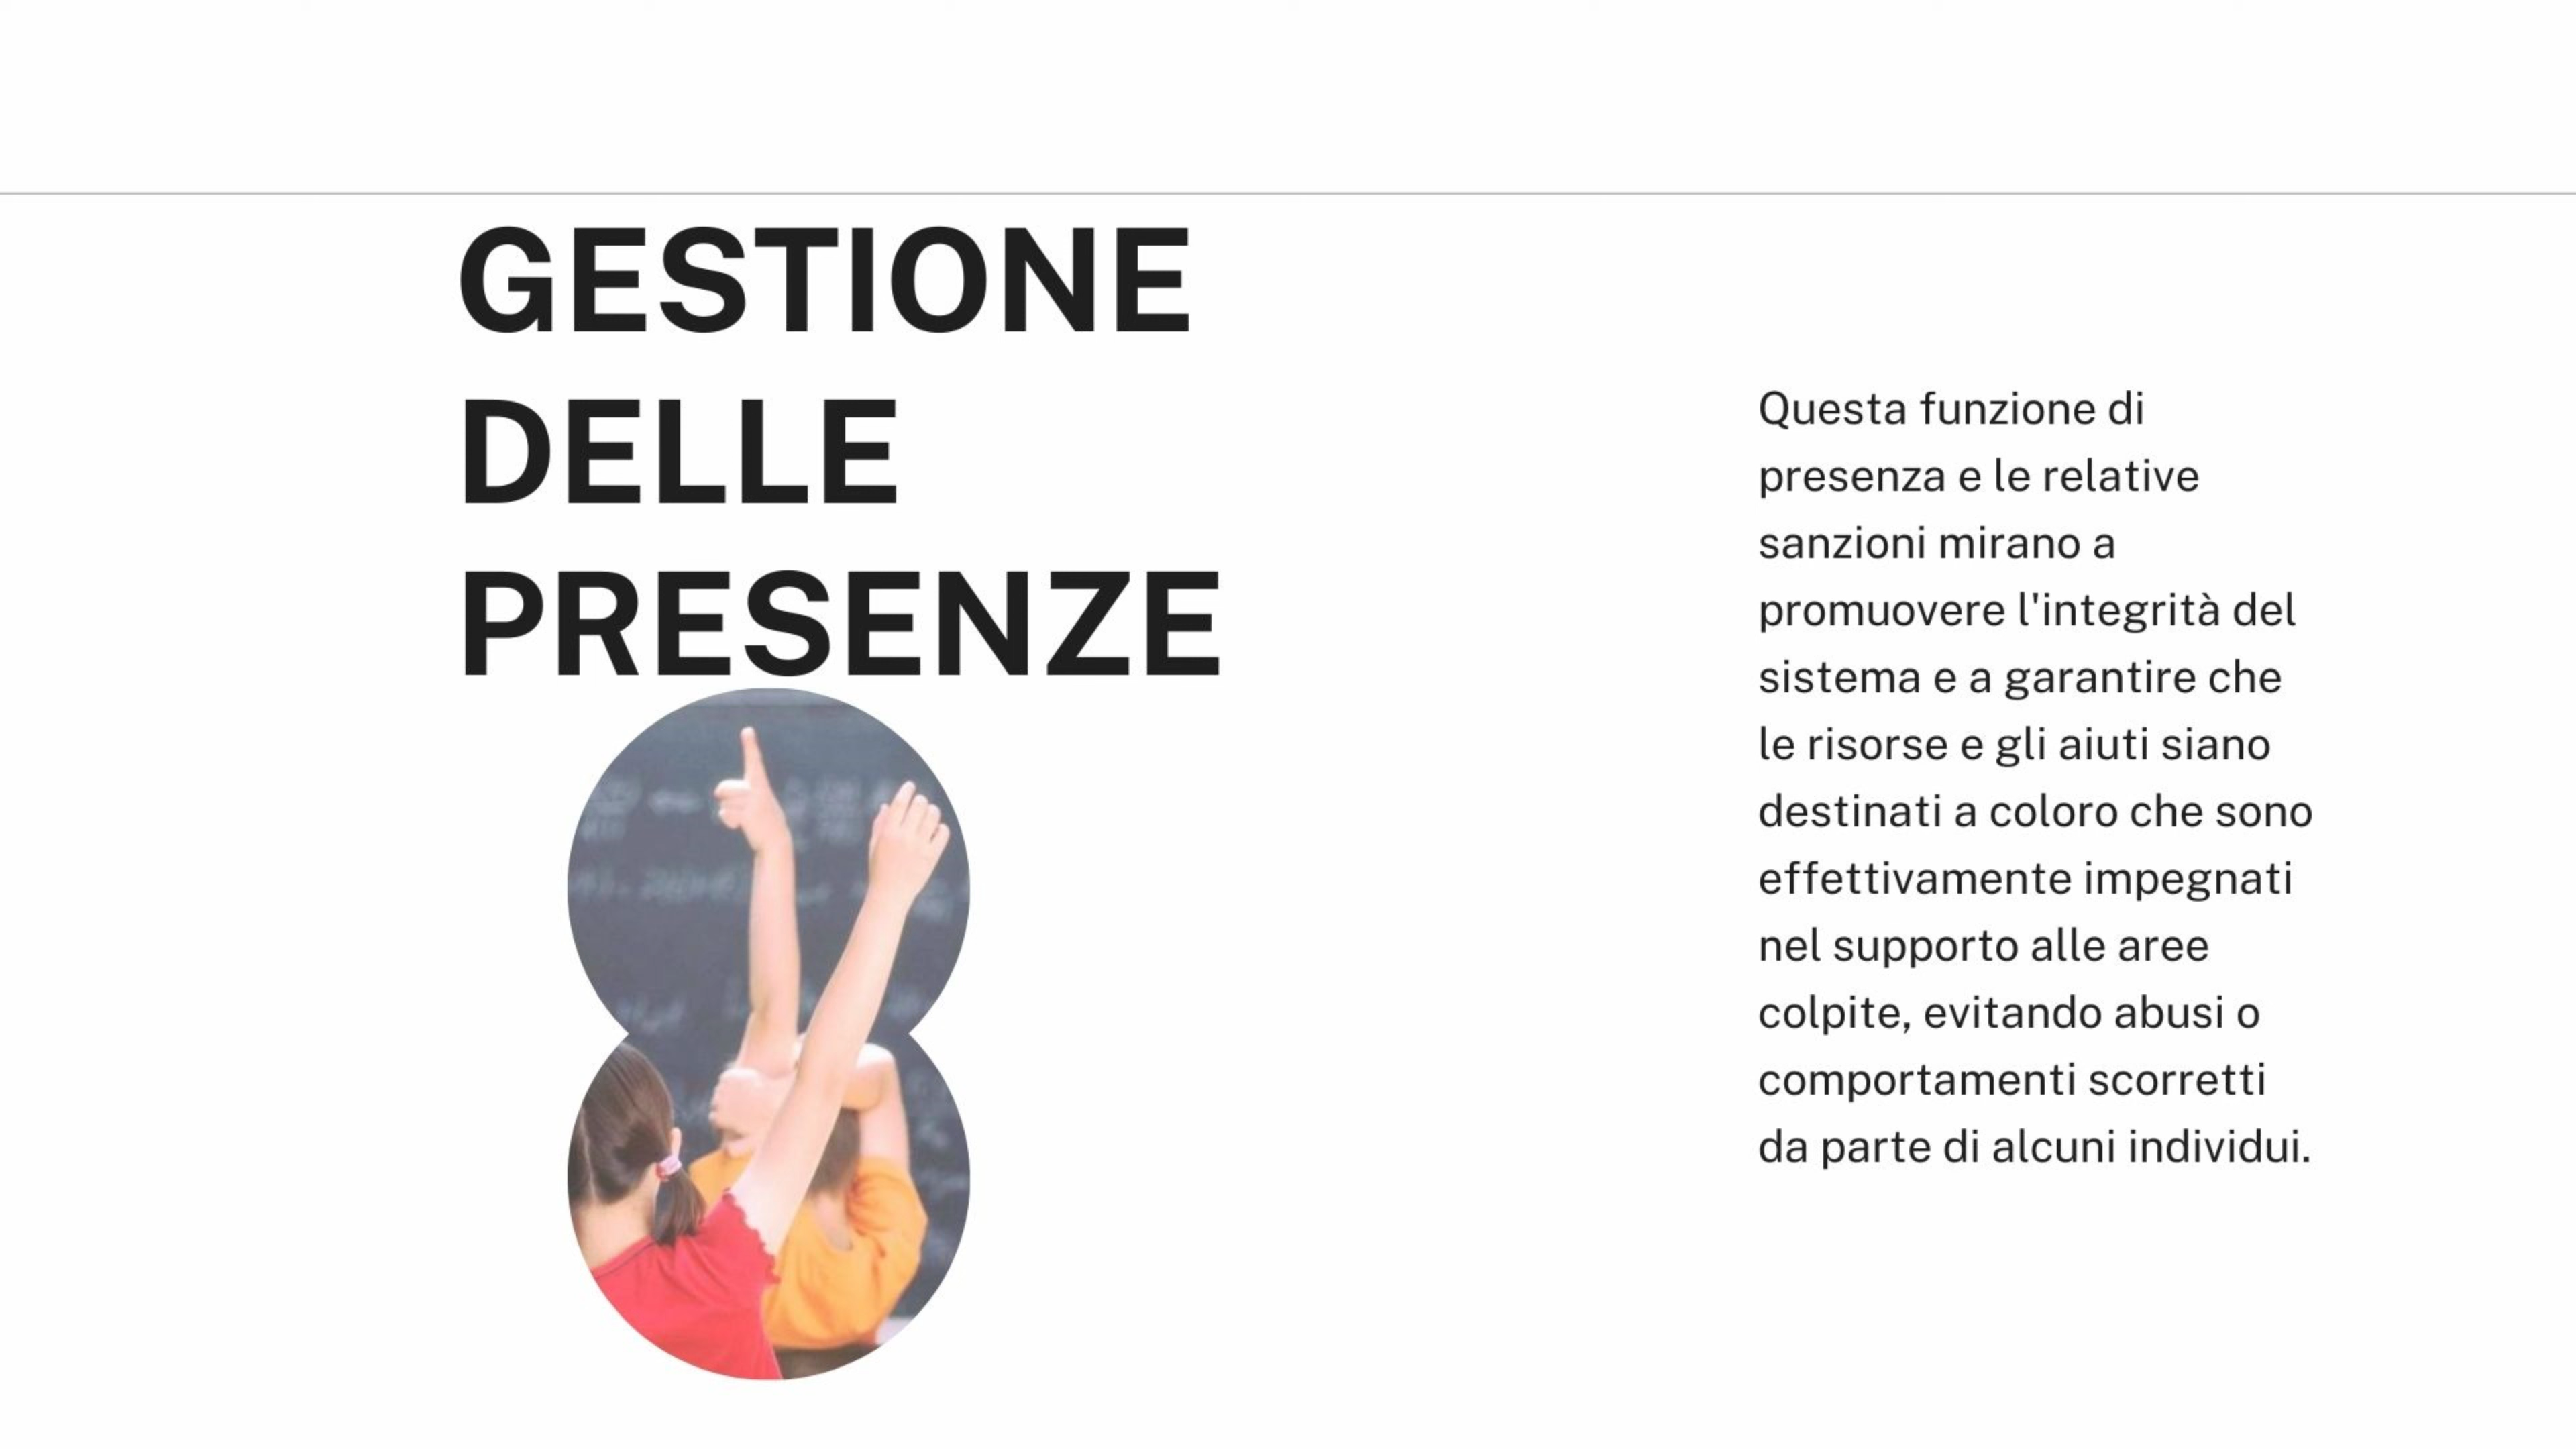 GESTIONE
DELLE
PRESENZE
Questa funzione di
presenza e le relative
sanzioni mirano a
promuovere l'integrità del
sistema e a garantire che
le risorse e gli aiuti siano
destinati a coloro che sono
effettivamente impegnati
nel supporto alle aree
colpite, evitando abusi o
comportamenti scorretti
da parte di alcuni individui.